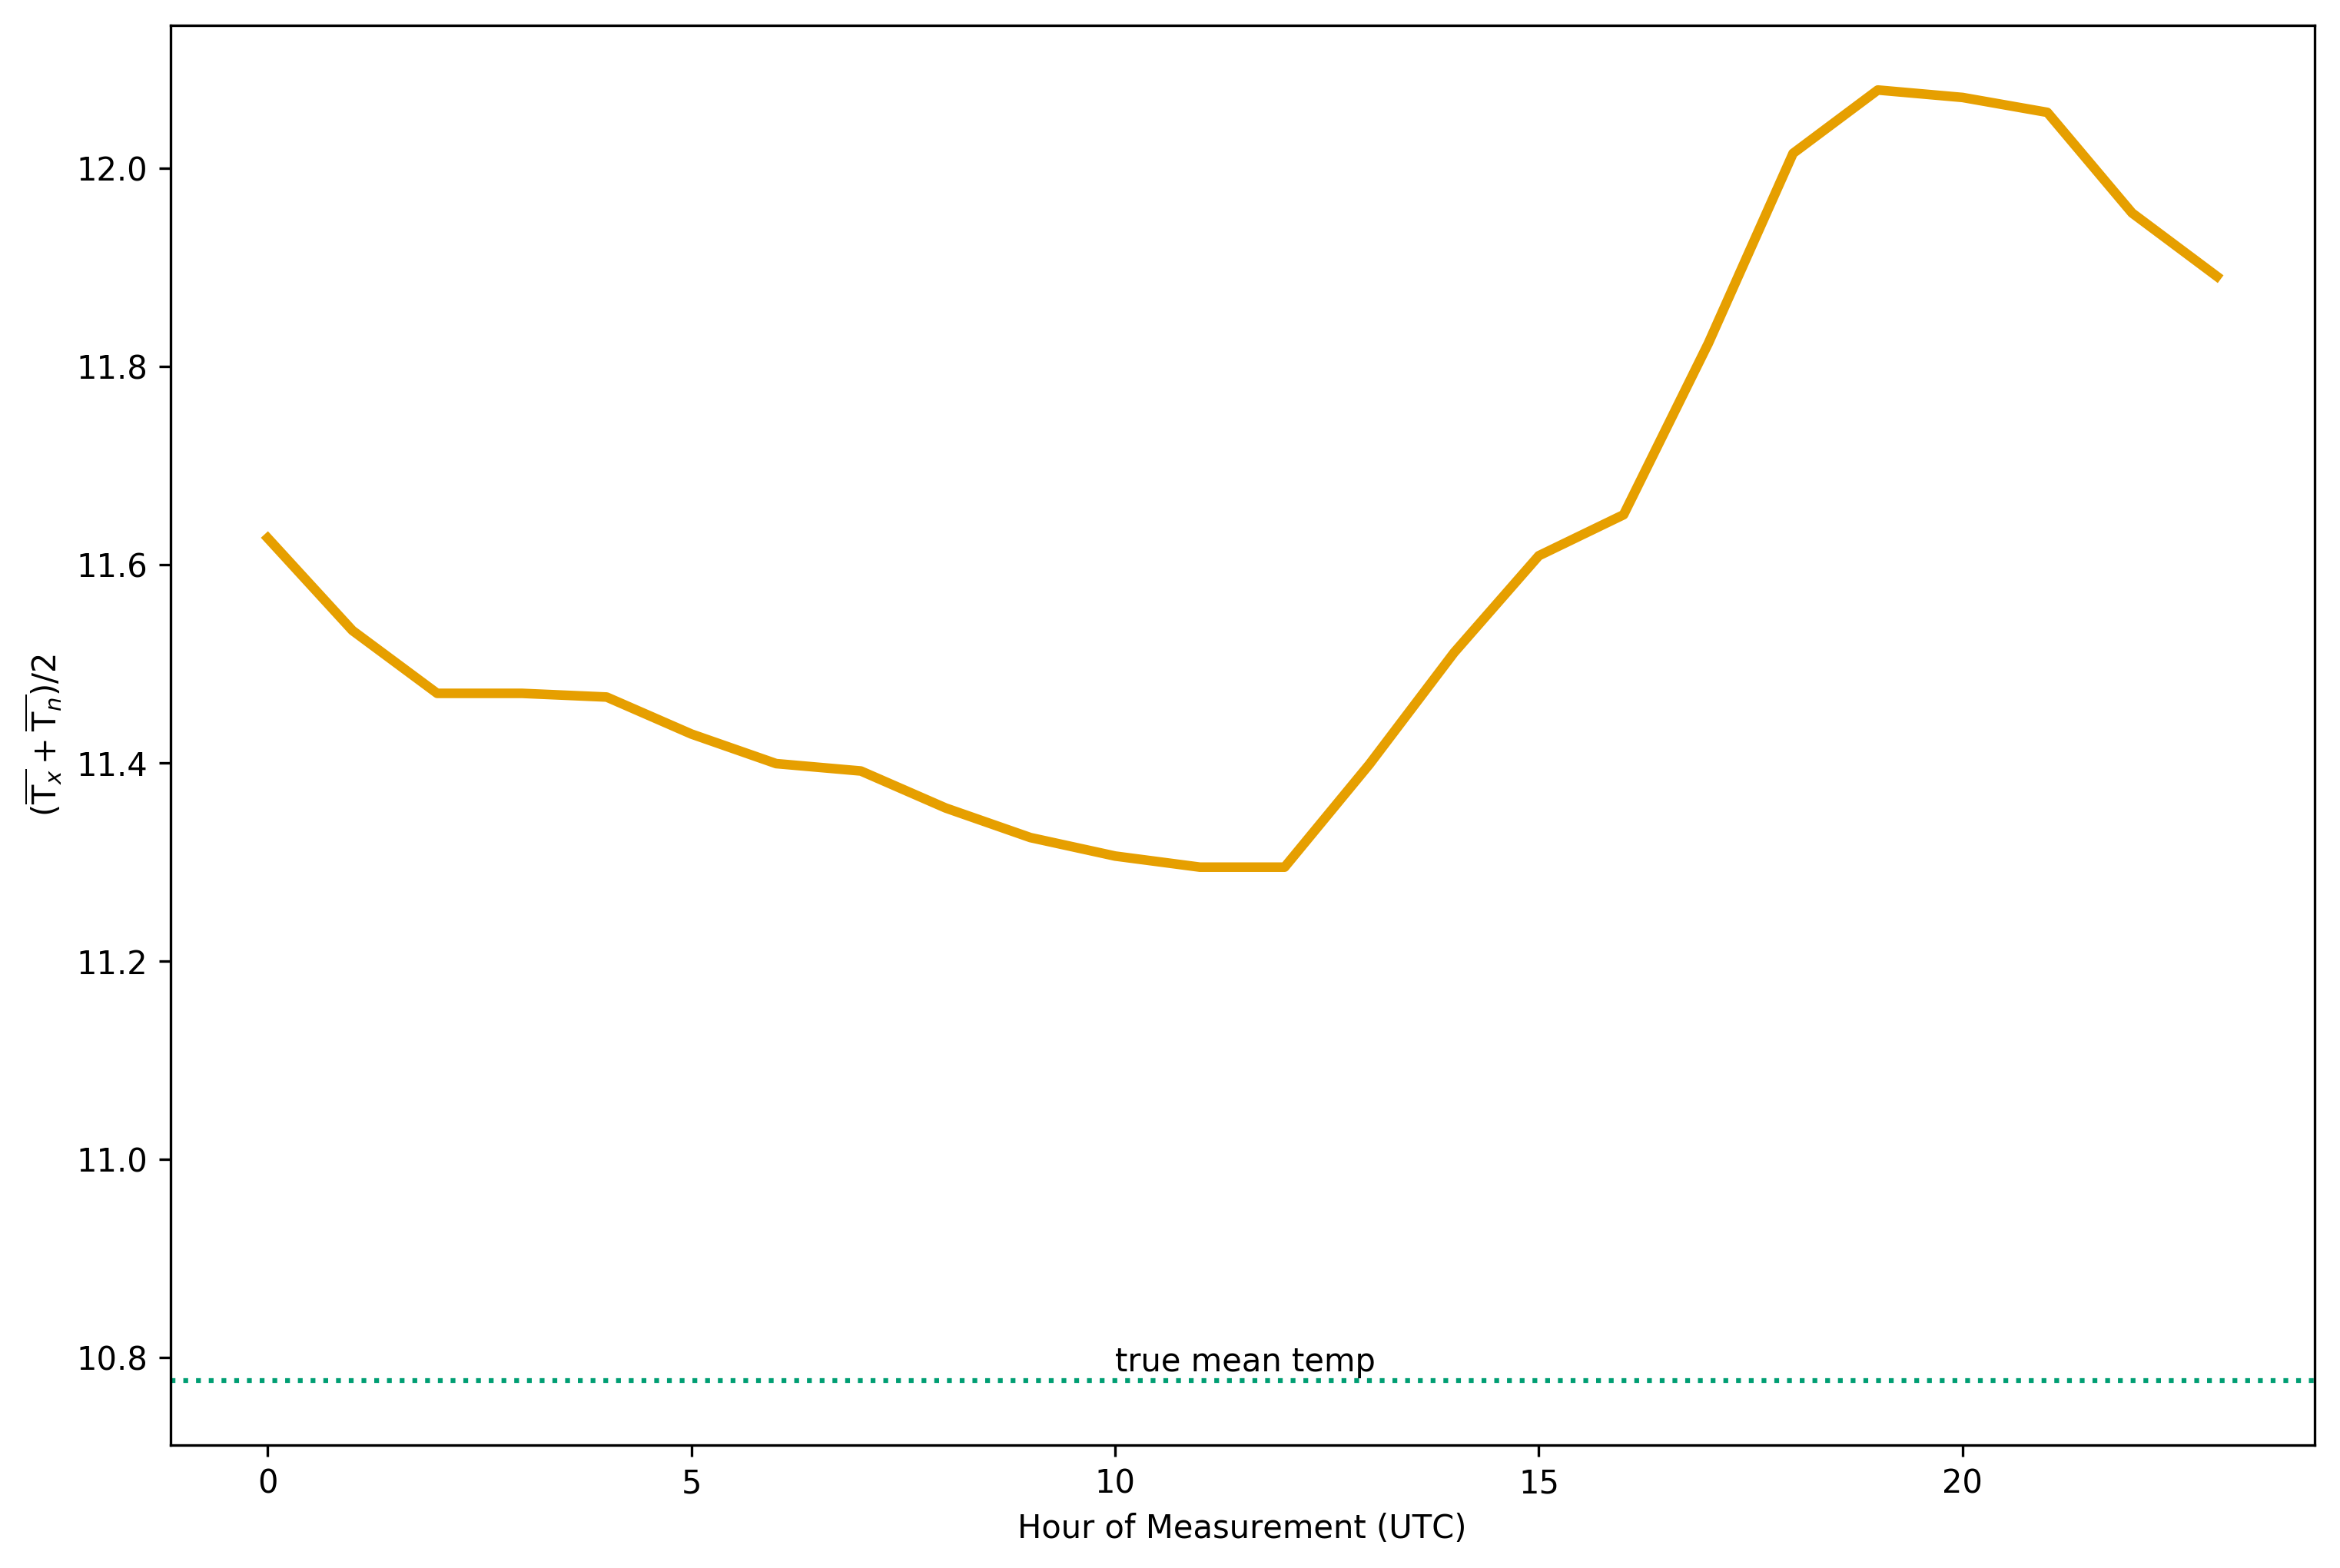 12.0
11.8
11.6
11.4
11.2
11.0
10.8
(T̅ₓ + T̅ₙ)/2
true mean temp
0 5 10 15 20
Hour of Measurement (UTC)